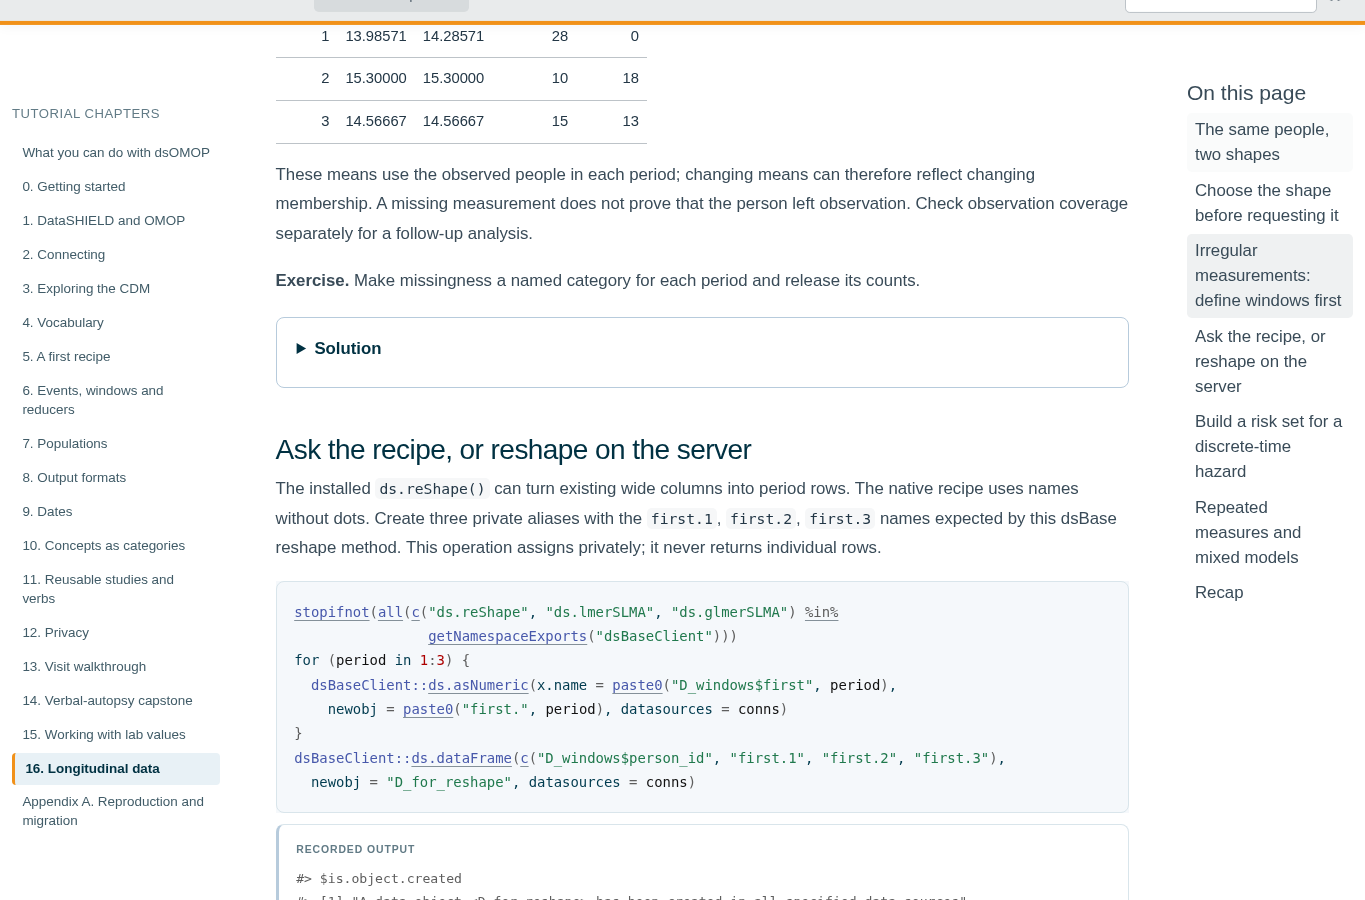 1 13.98571 14.28571 28 0
2 15.30000 15.30000 10 18
3 14.56667 14.56667 15 13
TUTORIAL CHAPTERS
What you can do with dsOMOP
0. Getting started
1. DataSHIELD and OMOP
2. Connecting
3. Exploring the CDM
4. Vocabulary
5. A first recipe
6. Events, windows and
reducers
7. Populations
8. Output formats
9. Dates
10. Concepts as categories
11. Reusable studies and
verbs
12. Privacy
13. Visit walkthrough
14. Verbal-autopsy capstone
15. Working with lab values
16. Longitudinal data
Appendix A. Reproduction and
migration
These means use the observed people in each period; changing means can therefore reflect changing
membership. A missing measurement does not prove that the person left observation. Check observation coverage
separately for a follow-up analysis.
Exercise. Make missingness a named category for each period and release its counts.
Solution
Ask the recipe, or reshape on the server
The installed ds.reShape() can turn existing wide columns into period rows. The native recipe uses names
without dots. Create three private aliases with the first.1, first.2, first.3 names expected by this dsBase
reshape method. This operation assigns privately; it never returns individual rows.
stopifnot(all(c("ds.reShape", "ds.lmerSLMA", "ds.glmerSLMA") %in%
getNamespaceExports("dsBaseClient")))
for (period in 1:3) {
dsBaseClient::ds.asNumeric(x.name = paste0("D_windows$first", period),
newobj = paste0("first.", period), datasources = conns)
}
dsBaseClient::ds.dataFrame(c("D_windows$person_id", "first.1", "first.2", "first.3"),
newobj = "D_for_reshape", datasources = conns)
RECORDED OUTPUT
#> $is.object.created
On this page
The same people,
two shapes
Choose the shape
before requesting it
Irregular
measurements:
define windows first
Ask the recipe, or
reshape on the
server
Build a risk set for a
discrete-time
hazard
Repeated
measures and
mixed models
Recap